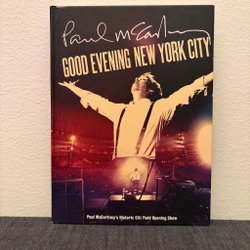 Paul McCartney
GOOD EVENING NEW YORK CITY
Paul McCartney's Historic Citi Field Opening Show